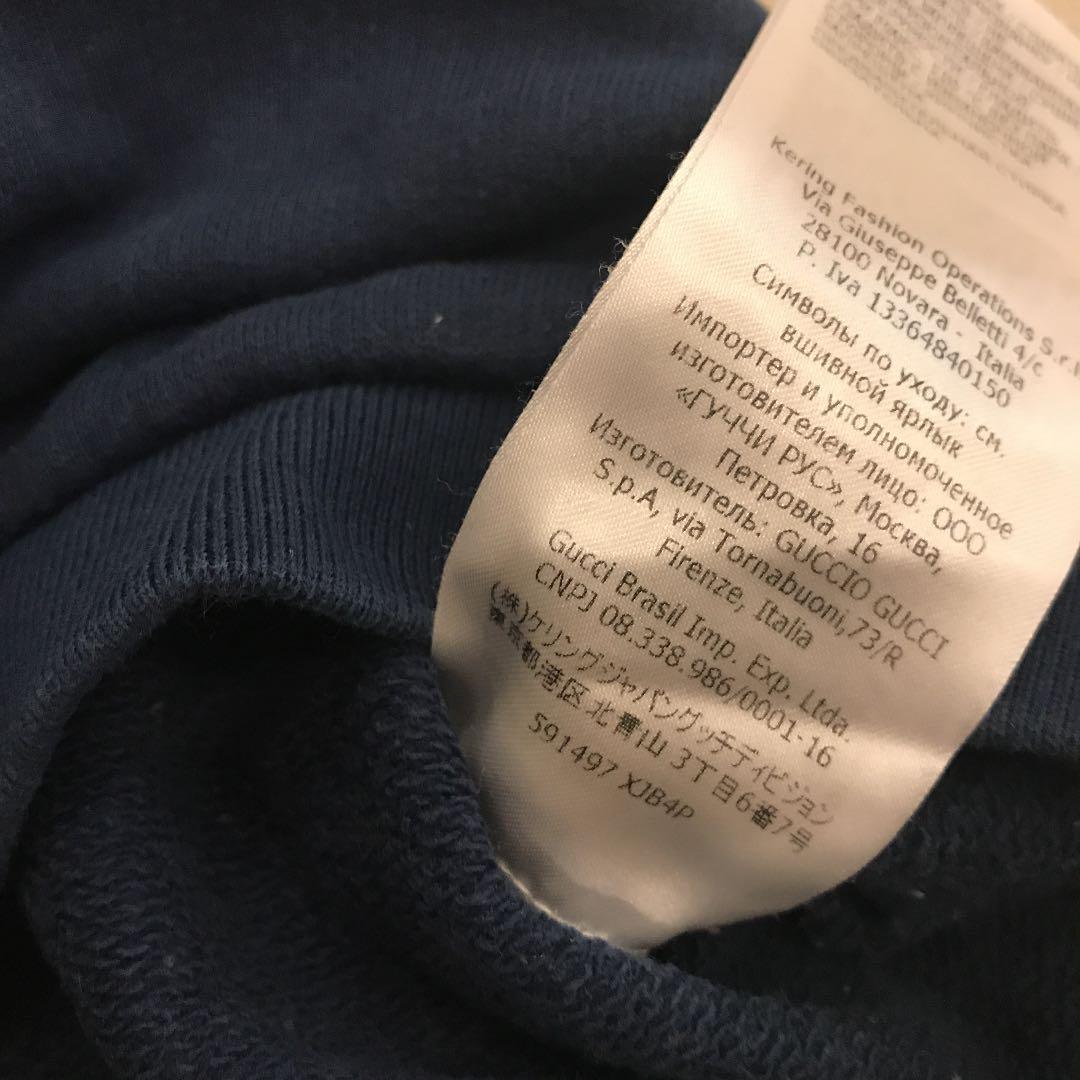 Kering Fashion Operations S.r.l
Via Giuseppe Belletti 4/c
28100 Novara - Italia
P. Iva 13364840150
Символы по уходу: см.
вшивной ярлык
Импортер и уполномоченное
изготовителем лицо: ООО
«ГУЧЧИ РУС», Москва,
Петровка, 16
Изготовитель: GUCCIO GUCCI
S.p.A, via Tornabuoni,73/R
Firenze, Italia
Gucci Brasil Imp. Exp. Ltda.
CNPJ 08.338.986/0001-16
(株)ケリングジャパングッチディビジョン
東京都港区北青山3丁目6番7号
591497 XJB4P